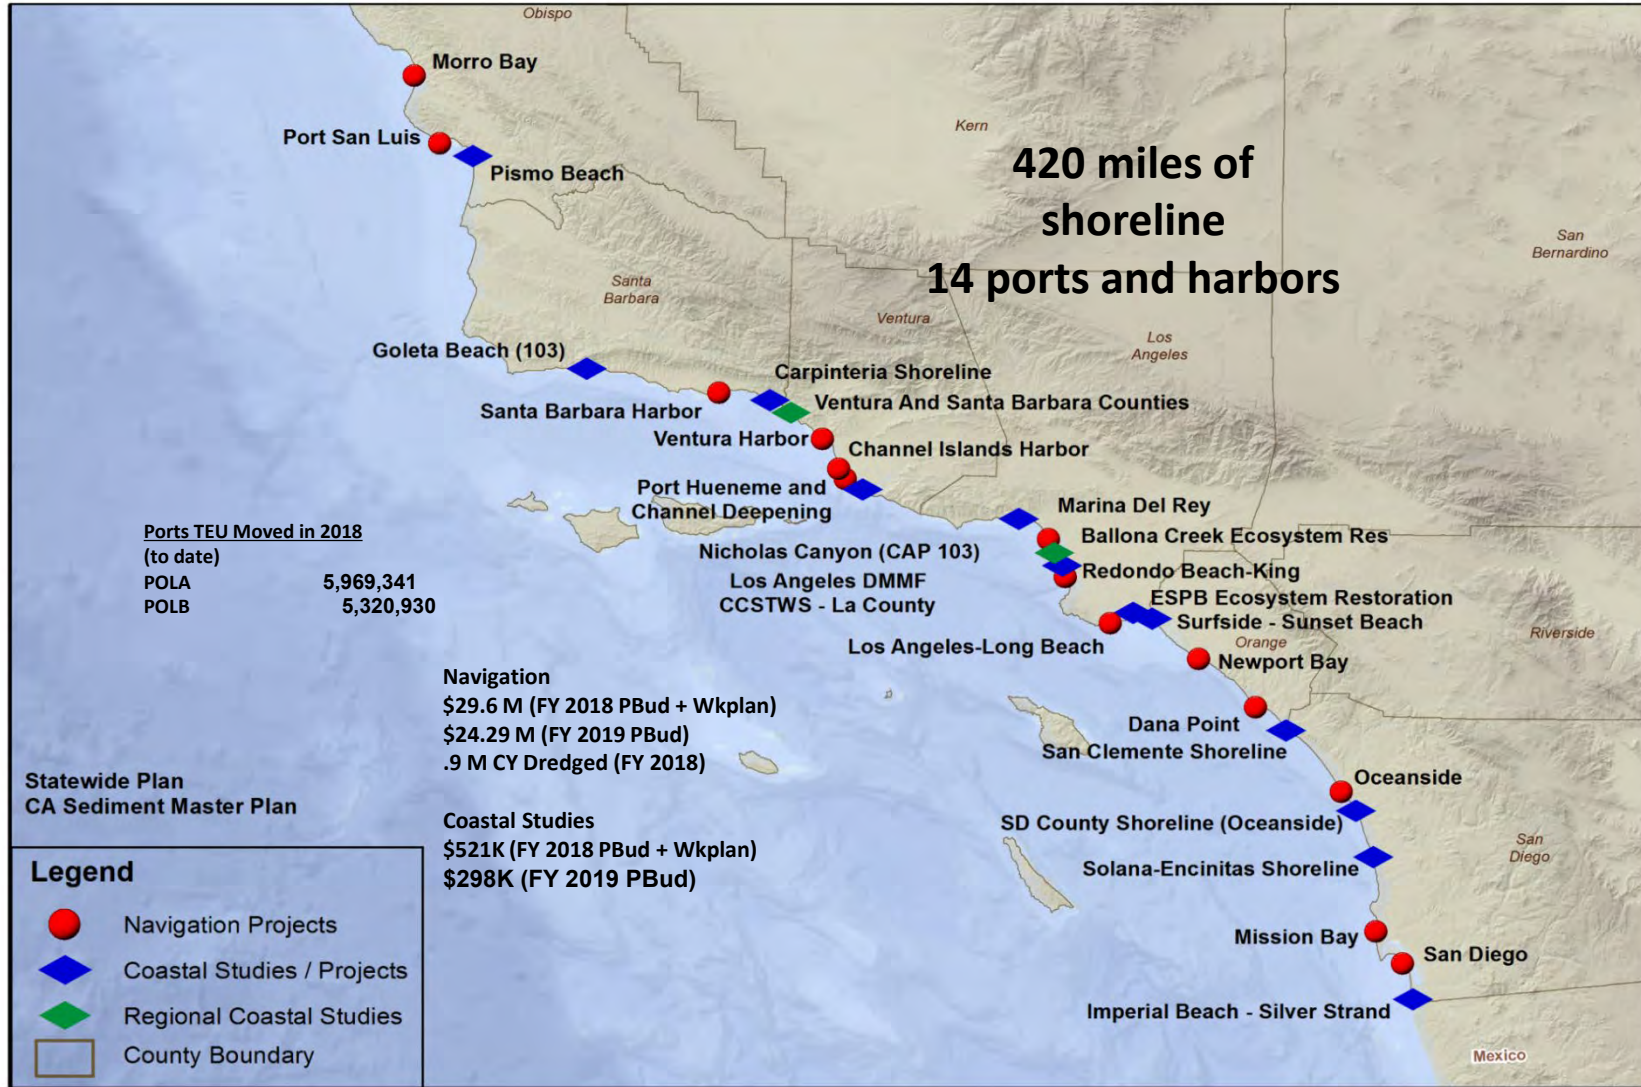 Obispo
Morro Bay
Kern
Port San Luis
Pismo Beach
420 miles of
shoreline
14 ports and harbors
San
Bernardino
Santa
Barbara
Ventura
Los
Angeles
Goleta Beach (103)
Carpinteria Shoreline
Santa Barbara Harbor
Ventura And Santa Barbara Counties
Ventura Harbor
Channel Islands Harbor
Port Hueneme and
Channel Deepening
Marina Del Rey
Ballona Creek Ecosystem Res
Nicholas Canyon (CAP 103)
Redondo Beach-King
Los Angeles DMMF
CCSTWS - La County
ESPB Ecosystem Restoration
Surfside - Sunset Beach
Orange
Riverside
Los Angeles-Long Beach
Newport Bay
Dana Point
San Clemente Shoreline
Oceanside
SD County Shoreline (Oceanside)
San
Diego
Solana-Encinitas Shoreline
Mission Bay
San Diego
Imperial Beach - Silver Strand
Mexico
Ports TEU Moved in 2018
(to date)
POLA 5,969,341
POLB 5,320,930
Navigation
$29.6 M (FY 2018 PBud + Wkplan)
$24.29 M (FY 2019 PBud)
.9 M CY Dredged (FY 2018)
Coastal Studies
$521K (FY 2018 PBud + Wkplan)
$298K (FY 2019 PBud)
Statewide Plan
CA Sediment Master Plan
Legend
Navigation Projects
Coastal Studies / Projects
Regional Coastal Studies
County Boundary